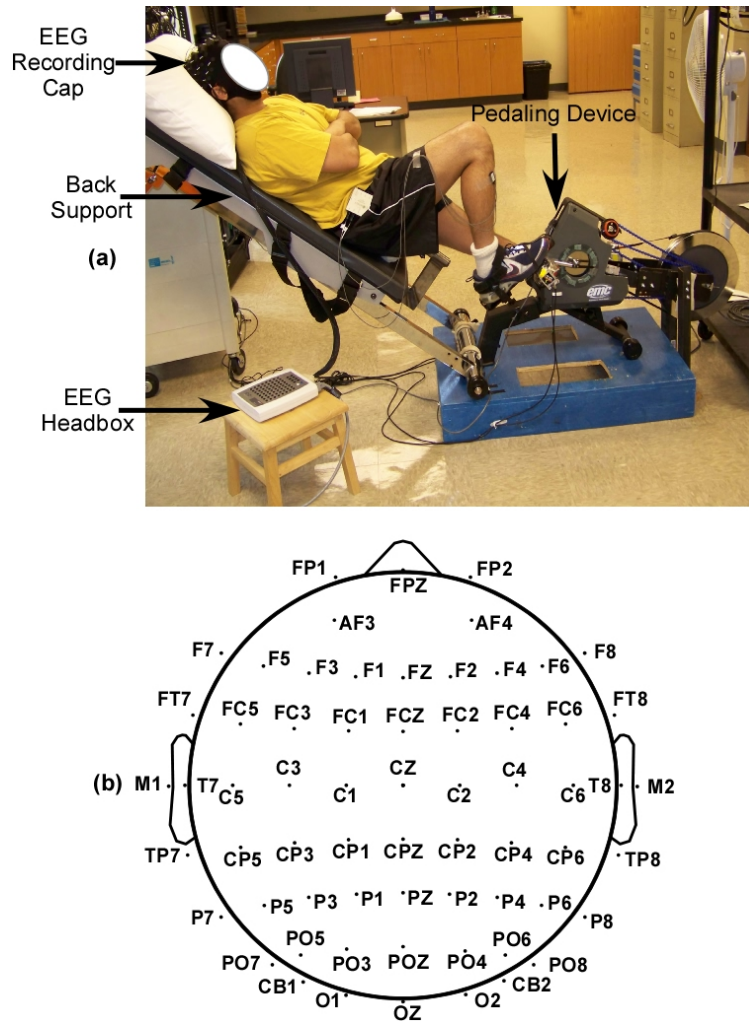 EEG
Recording
Cap
Pedaling Device
Back
Support
(a)
emc
EEG
Headbox
FP1 FPZ FP2
AF3 AF4
F7 F5 F3 F1 FZ F2 F4 F6 F8
FT7 FC5 FC3 FC1 FCZ FC2 FC4 FC6 FT8
(b) M1 T7 C5 C3 C1 CZ C2 C4 C6 T8 M2
TP7 CP5 CP3 CP1 CPZ CP2 CP4 CP6 TP8
P7 P5 P3 P1 PZ P2 P4 P6 P8
PO7 PO5 PO3 POZ PO4 PO6 PO8
CB1 O1 OZ O2 CB2